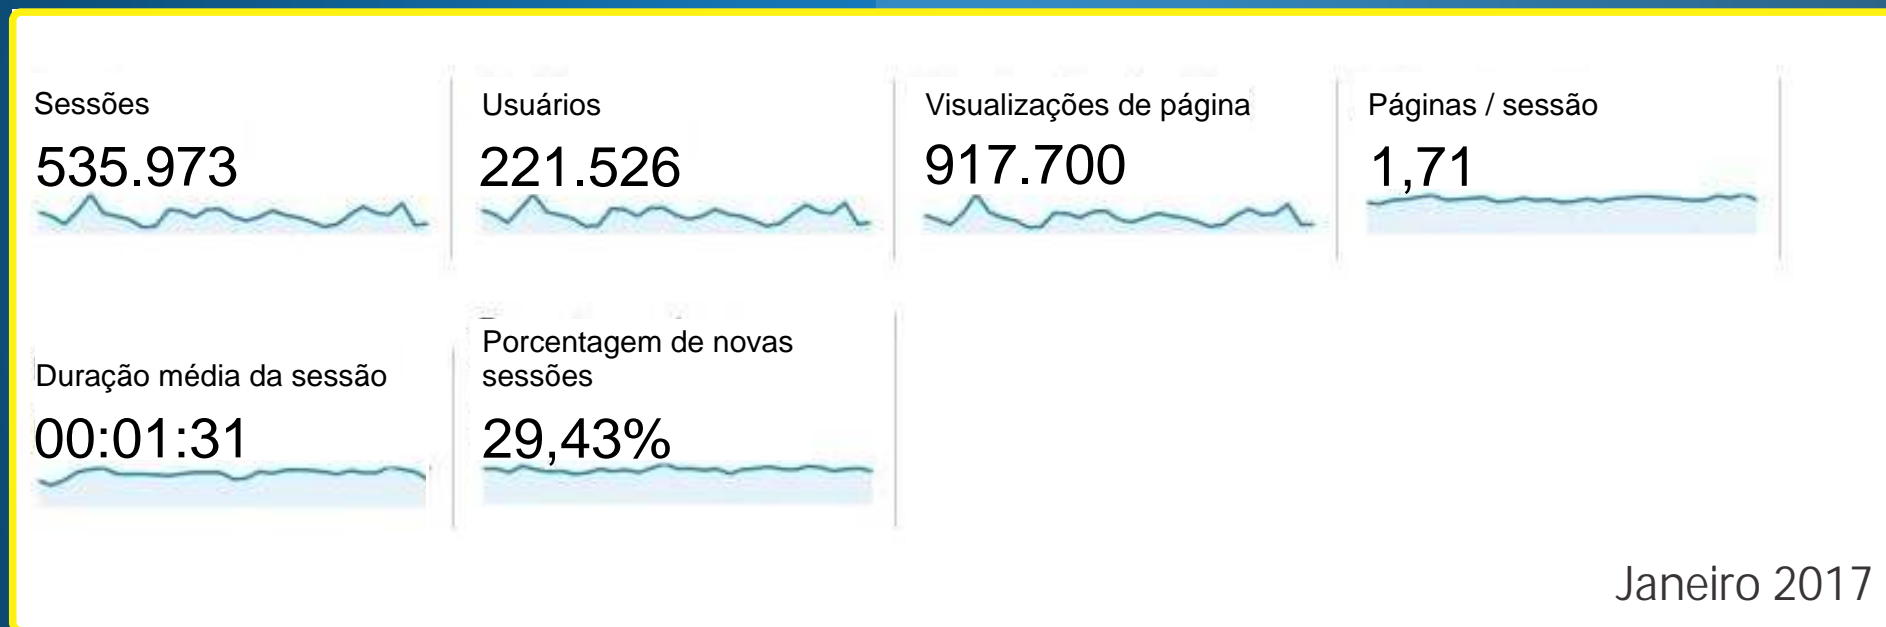 Sessões
535.973
Usuários
221.526
Visualizações de página
917.700
Páginas / sessão
1,71
Duração média da sessão
00:01:31
Porcentagem de novas
sessões
29,43%
Janeiro 2017